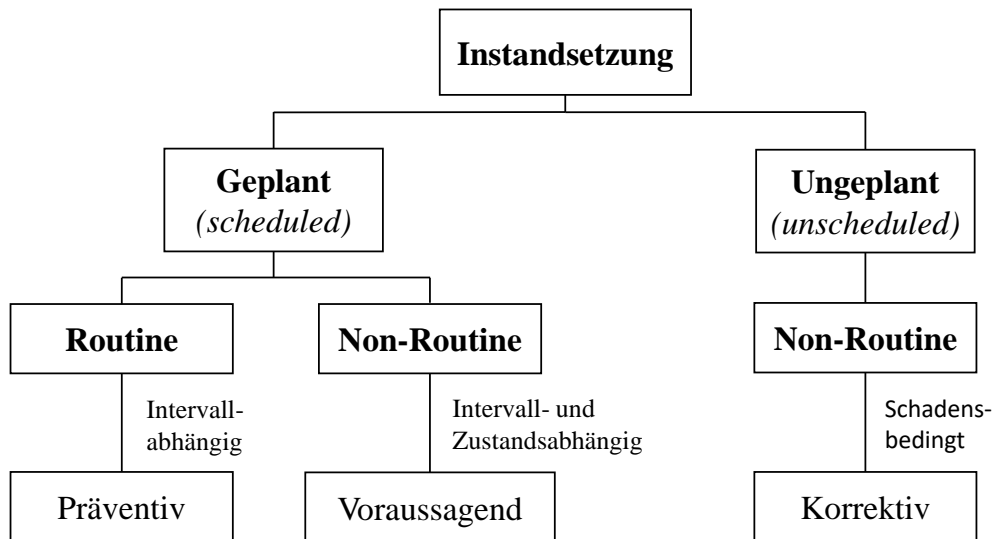 Instandsetzung
Geplant
(scheduled)
Ungeplant
(unscheduled)
Routine
Non-Routine
Non-Routine
Intervall-
abhängig
Intervall- und
Zustandsabhängig
Schadens-
bedingt
Präventiv
Voraussagend
Korrektiv